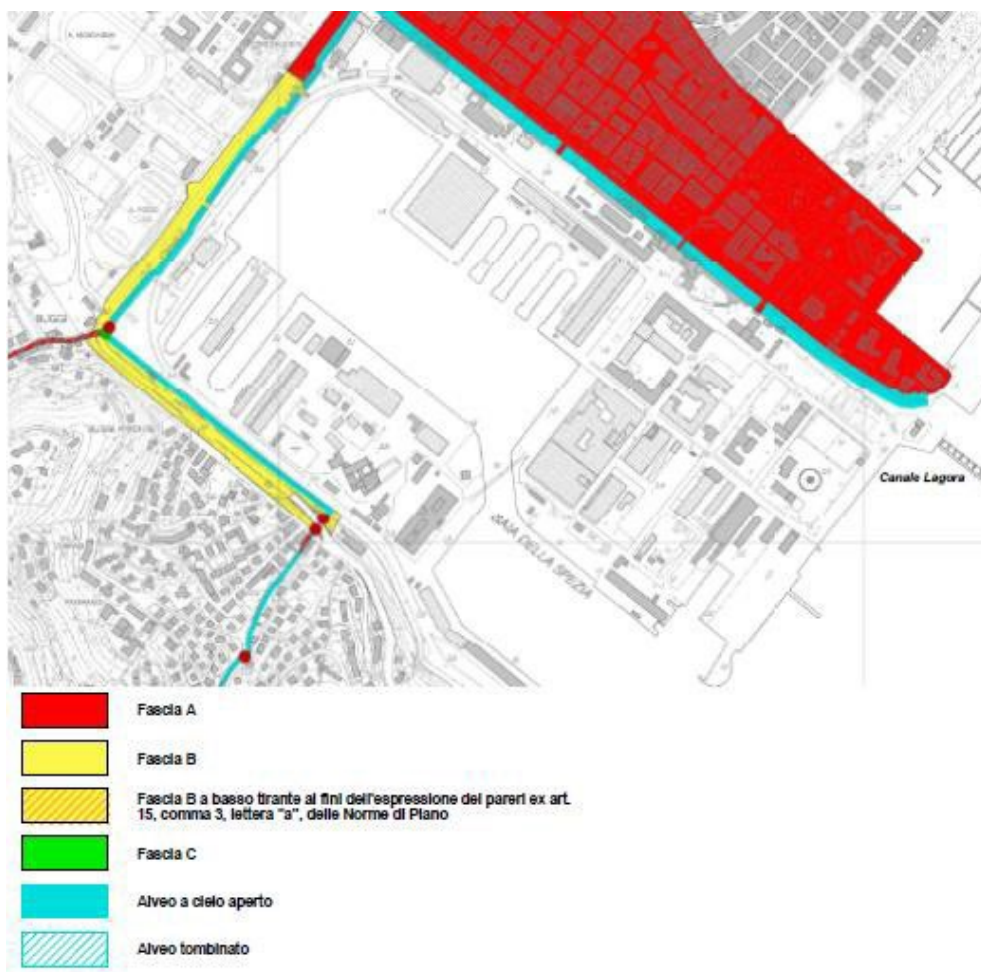 Canale Lagora
BAIA DELLA SPEZIA
Fascia A
Fascia B
Fascia B a basso tirante ai fini dell'espressione dei pareri ex art.
15, comma 3, lettera "a", delle Norme di Piano
Fascia C
Alveo a cielo aperto
Alveo tombinato